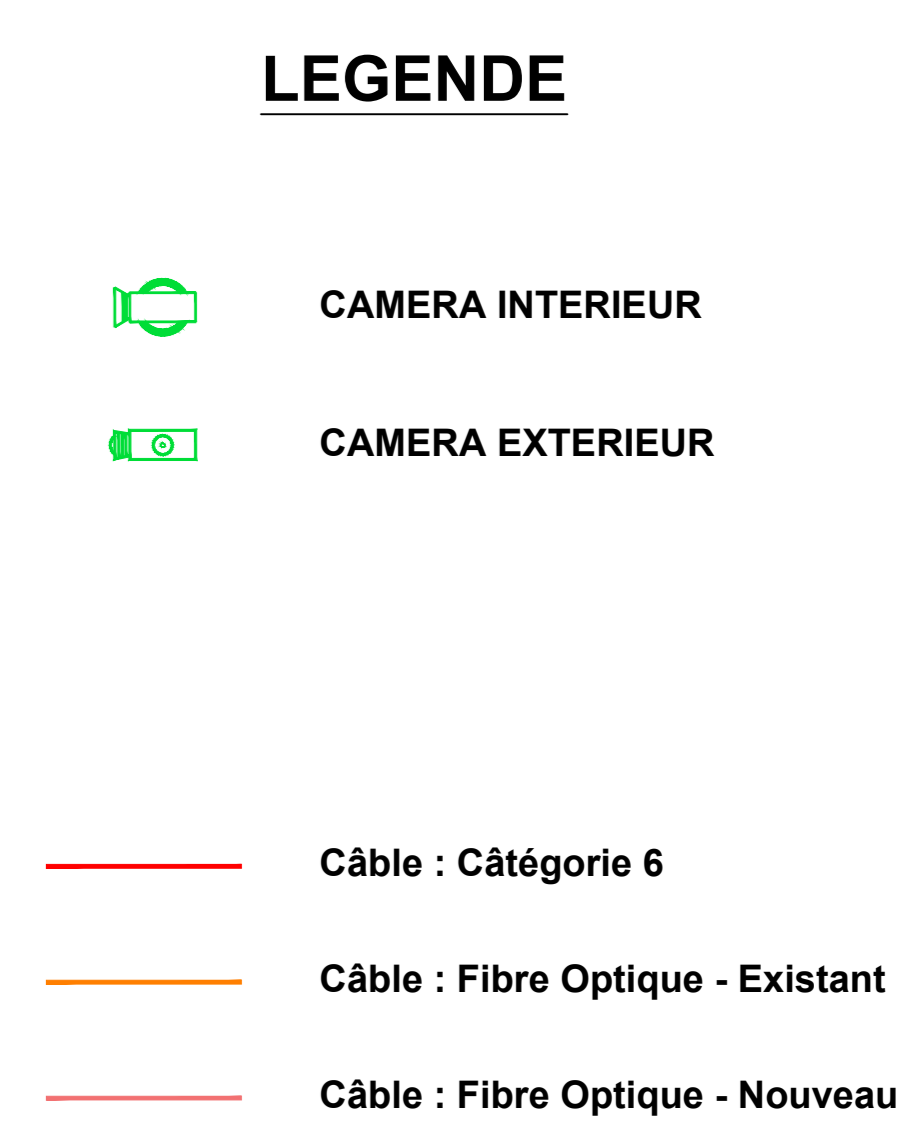 LEGENDE
CAMERA INTERIEUR
CAMERA EXTERIEUR
Câble : Câtégorie 6
Câble : Fibre Optique - Existant
Câble : Fibre Optique - Nouveau